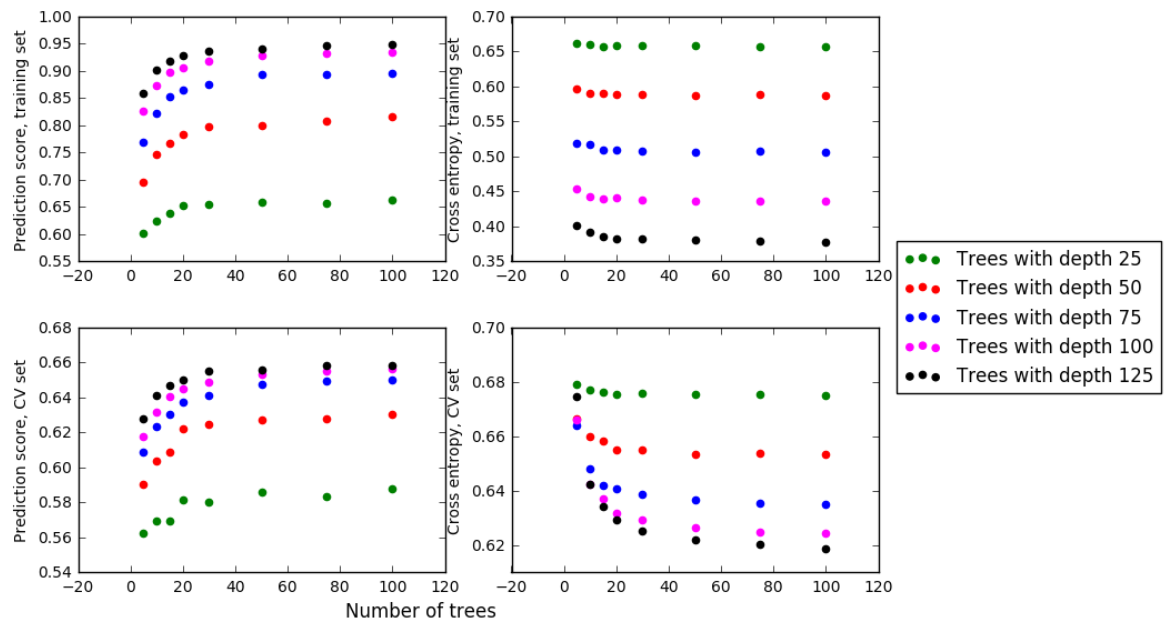 Prediction score, training set
1.00
0.95
0.90
0.85
0.80
0.75
0.70
0.65
0.60
0.55
−20 0 20 40 60 80 100 120
Cross entropy, training set
0.70
0.65
0.60
0.55
0.50
0.45
0.40
0.35
−20 0 20 40 60 80 100 120
Prediction score, CV set
0.68
0.66
0.64
0.62
0.60
0.58
0.56
0.54
−20 0 20 40 60 80 100 120
Cross entropy, CV set
0.70
0.68
0.66
0.64
0.62
−20 0 20 40 60 80 100 120
Number of trees
Trees with depth 25
Trees with depth 50
Trees with depth 75
Trees with depth 100
Trees with depth 125